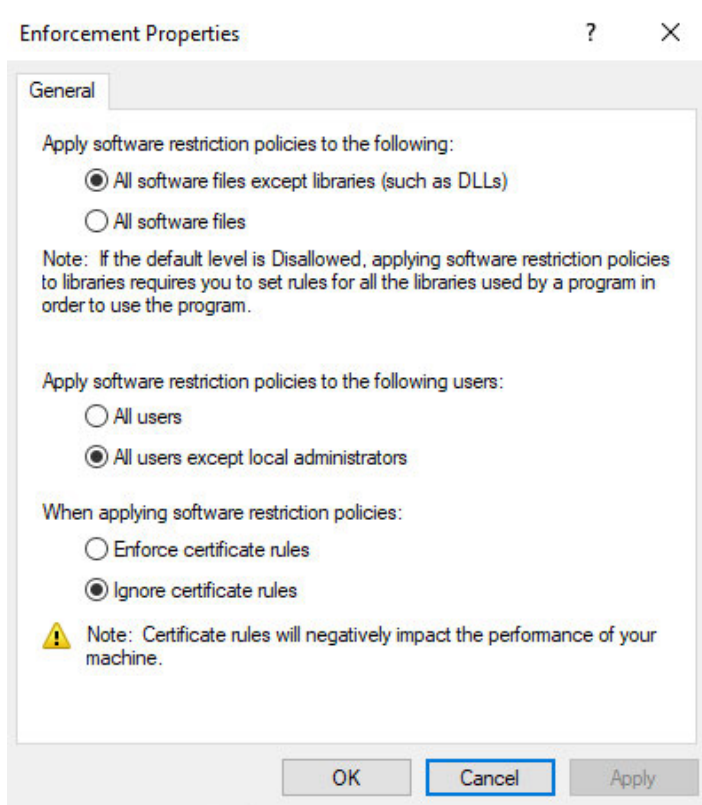 Enforcement Properties ?
General
Apply software restriction policies to the following:
All software files except libraries (such as DLLs)
All software files
Note: If the default level is Disallowed, applying software restriction policies
to libraries requires you to set rules for all the libraries used by a program in
order to use the program.
Apply software restriction policies to the following users:
All users
All users except local administrators
When applying software restriction policies:
Enforce certificate rules
Ignore certificate rules
Note: Certificate rules will negatively impact the performance of your
machine.
OK Cancel Apply